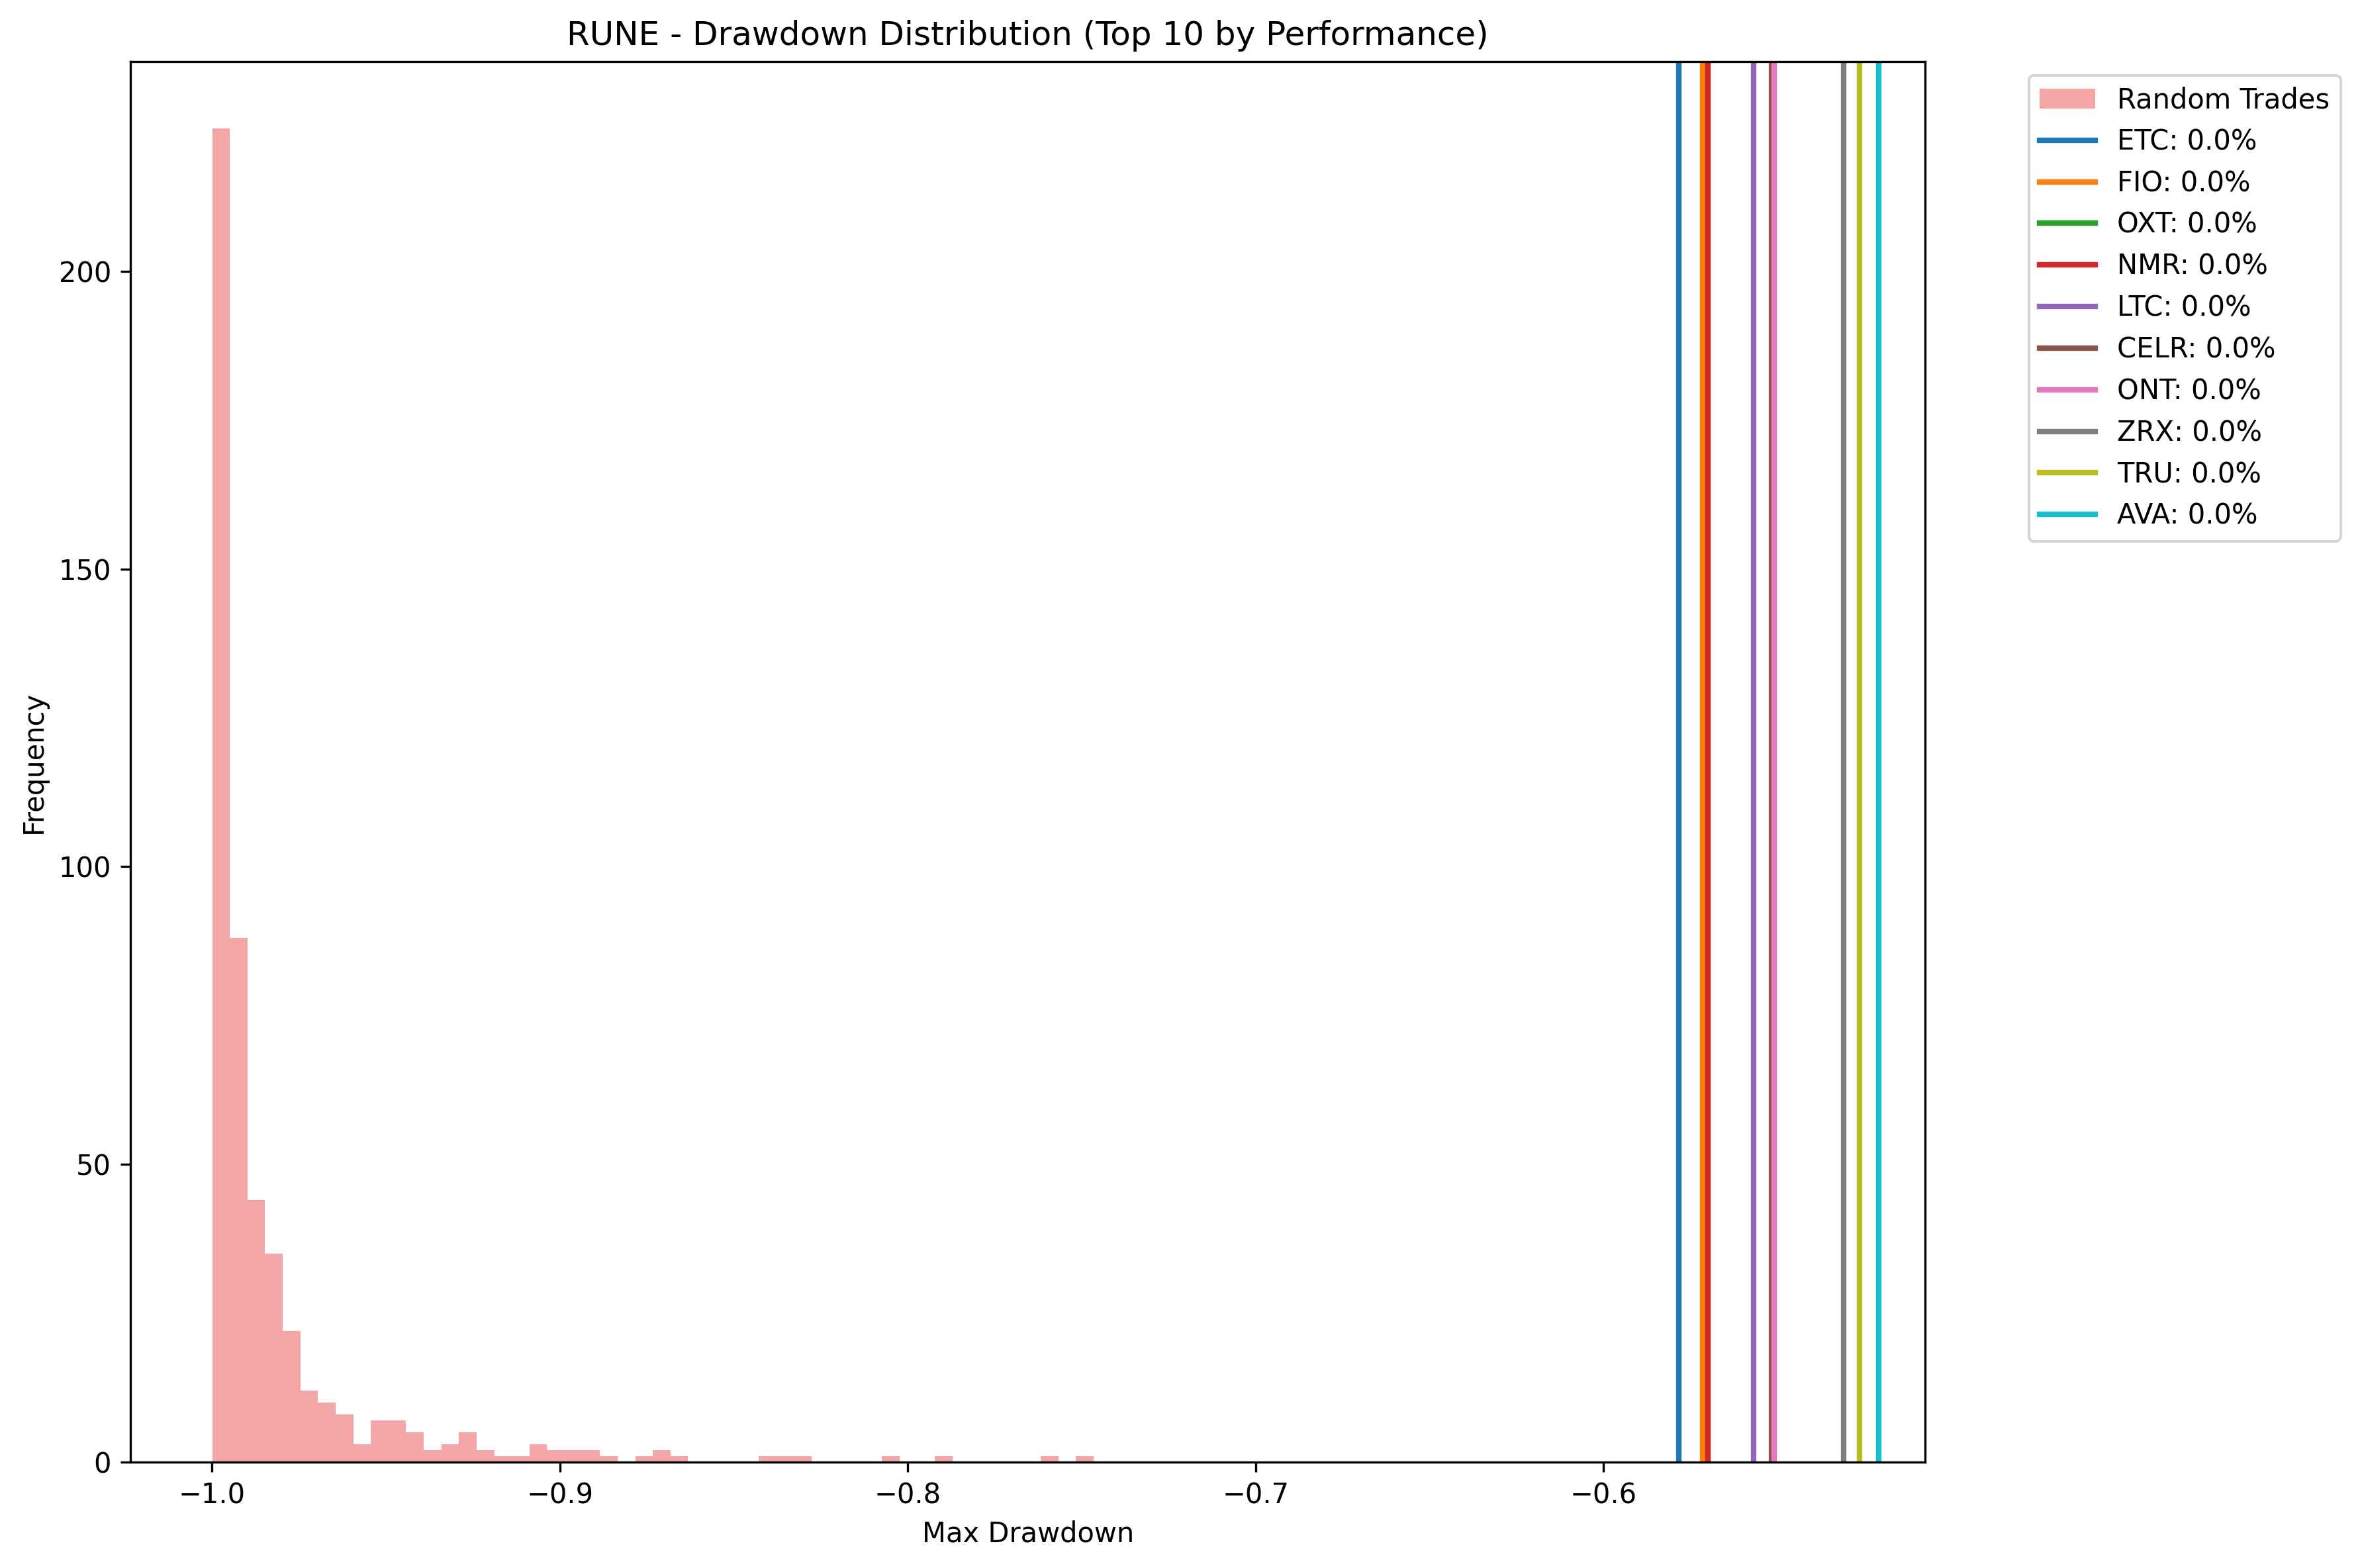 RUNE - Drawdown Distribution (Top 10 by Performance)
Random Trades
ETC: 0.0%
FIO: 0.0%
OXT: 0.0%
NMR: 0.0%
LTC: 0.0%
CELR: 0.0%
ONT: 0.0%
ZRX: 0.0%
TRU: 0.0%
AVA: 0.0%
Frequency
200
150
100
50
0
−1.0
−0.9
−0.8
−0.7
−0.6
Max Drawdown